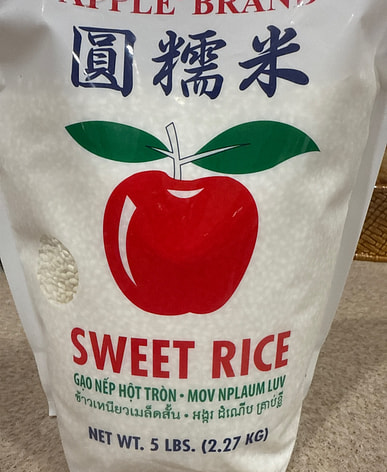 APPLE BRAND
圓糯米
SWEET RICE
GẠO NẾP HỘT TRÒN • MOV NPLAUM LUV
ข้าวเหนียวเมล็ดสั้น • អង្ករ ដំណើប គ្រាប់ខ្លី
NET WT. 5 LBS. (2.27 KG)